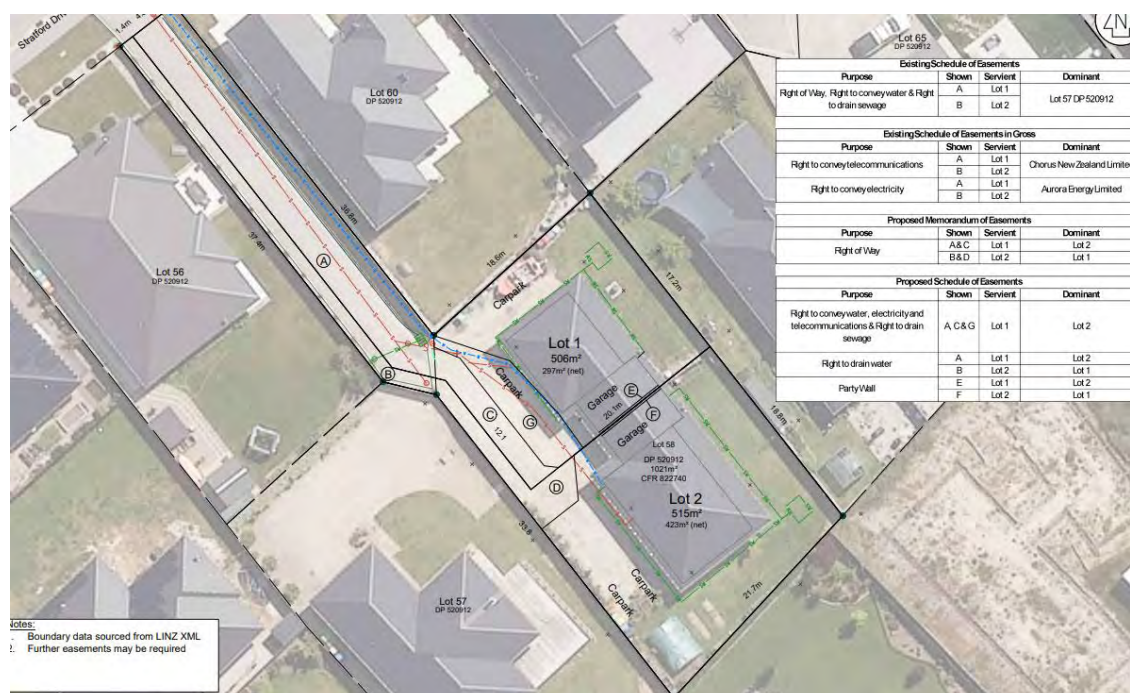 Stratford Driv
1.4m
ZN
Lot 65
DP 520912
Lot 60
DP 520912
Existing Schedule of Easements
Purpose Shown Servient Dominant
Right of Way, Right to convey water & Right to drain sewage A Lot 1 Lot 57 DP 520912
B Lot 2
Existing Schedule of Easements in Gross
Purpose Shown Servient Dominant
Right to convey telecommunications A Lot 1 Chorus New Zealand Limite
B Lot 2
Right to convey electricity A Lot 1 Aurora Energy Limited
B Lot 2
Proposed Memorandum of Easements
Purpose Shown Servient Dominant
Right of Way A & C Lot 1 Lot 2
B & D Lot 2 Lot 1
Proposed Schedule of Easements
Purpose Shown Servient Dominant
Right to convey water, electricity and
telecommunications & Right to drain
sewage A, C & G Lot 1 Lot 2
Right to drain water A Lot 1 Lot 2
B Lot 2 Lot 1
Party Wall E Lot 1 Lot 2
F Lot 2 Lot 1
36.8m
37.4m
A
18.6m
17.2m
Lot 56
DP 520912
Carpark
Lot 1
506m²
297m² (net)
B
Carpark
C
12.1
G
Garage
E
20.1m
F
Garage
18.8m
Lot 58
DP 520912
1021m²
CFR 822740
D
Lot 2
515m²
423m² (net)
33.6
Carpark
Carpark
21.7m
Lot 57
DP 520912
Notes:
Boundary data sourced from LINZ XML
2. Further easements may be required